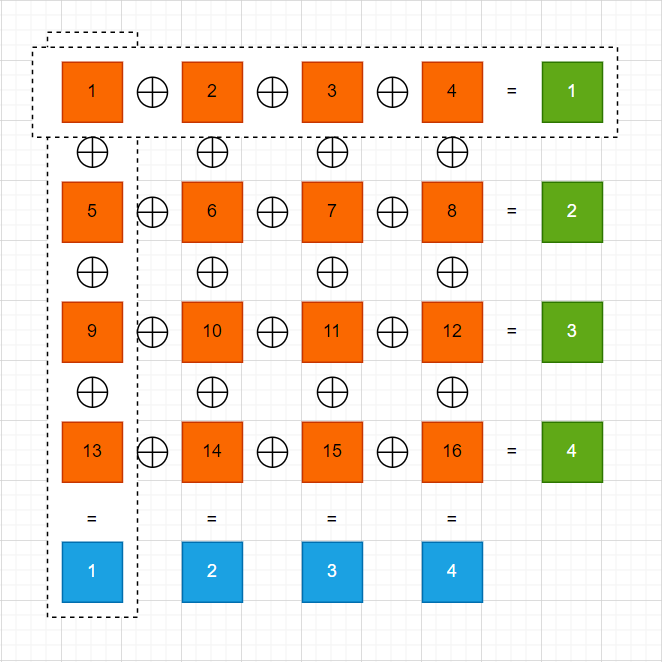 1 ⊕ 2 ⊕ 3 ⊕ 4 = 1
⊕ ⊕ ⊕ ⊕
5 ⊕ 6 ⊕ 7 ⊕ 8 = 2
⊕ ⊕ ⊕ ⊕
9 ⊕ 10 ⊕ 11 ⊕ 12 = 3
⊕ ⊕ ⊕ ⊕
13 ⊕ 14 ⊕ 15 ⊕ 16 = 4
= = = =
1 2 3 4